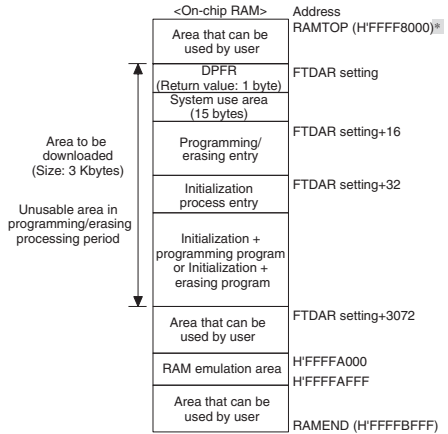 <On-chip RAM>
Address
Area that can be
used by user
RAMTOP (H'FFFF8000)*
DPFR
(Return value: 1 byte)
FTDAR setting
System use area
(15 bytes)
Area to be
downloaded
(Size: 3 Kbytes)
Unusable area in
programming/erasing
processing period
Programming/
erasing entry
FTDAR setting+16
Initialization
process entry
FTDAR setting+32
Initialization +
programming program
or Initialization +
erasing program
Area that can be
used by user
FTDAR setting+3072
RAM emulation area
H'FFFFA000
H'FFFFAFFF
Area that can be
used by user
RAMEND (H'FFFFBFFF)